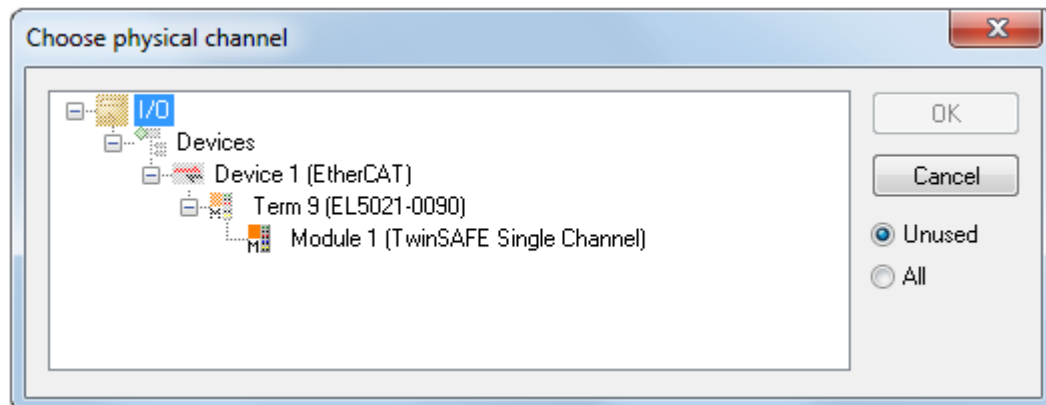 Choose physical channel
I/O
Devices
Device 1 (EtherCAT)
Term 9 (EL5021-0090)
Module 1 (TwinSAFE Single Channel)
OK
Cancel
Unused
All